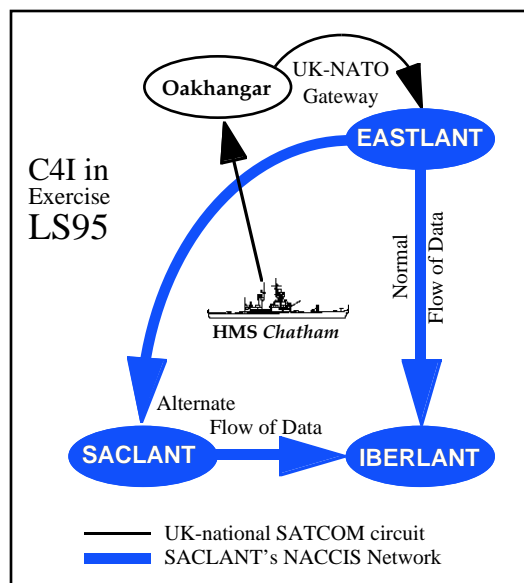 Oakhangar
UK-NATO
Gateway
EASTLANT
C4I in
Exercise
LS95
Normal
Flow of Data
HMS Chatham
Alternate
Flow of Data
SACLANT
IBERLANT
UK-national SATCOM circuit
SACLANT's NACCIS Network